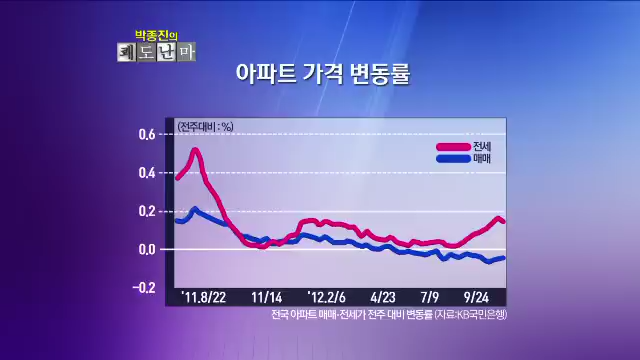 박종진의
쾌도난마
아파트 가격 변동률
(전주대비 : %)
0.6
0.4
0.2
0.0
-0.2
전세
매매
'11.8/22 11/14 '12.2/6 4/23 7/9 9/24
전국 아파트 매매·전세가 전주 대비 변동률 (자료:KB국민은행)